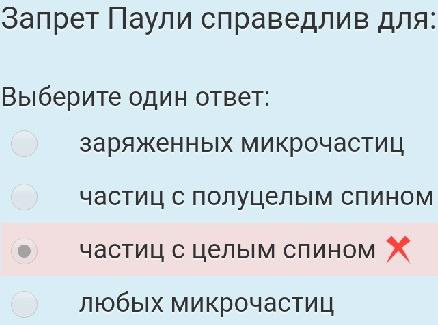 Запрет Паули справедлив для:
Выберите один ответ:
заряженных микрочастиц
частиц с полуцелым спином
частиц с целым спином
любых микрочастиц